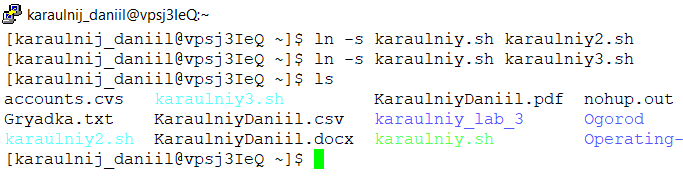 karaulnij_daniil@vpsj3IeQ:~
[karaulnij_daniil@vpsj3IeQ ~]$ ln -s karaulniy.sh karaulniy2.sh
[karaulnij_daniil@vpsj3IeQ ~]$ ln -s karaulniy.sh karaulniy3.sh
[karaulnij_daniil@vpsj3IeQ ~]$ ls
accounts.cvs karaulniy3.sh KaraulniyDaniil.pdf nohup.out
Gryadka.txt KaraulniyDaniil.csv karaulniy_lab_3 Ogorod
karaulniy2.sh KaraulniyDaniil.docx karaulniy.sh Operating-
[karaulnij_daniil@vpsj3IeQ ~]$